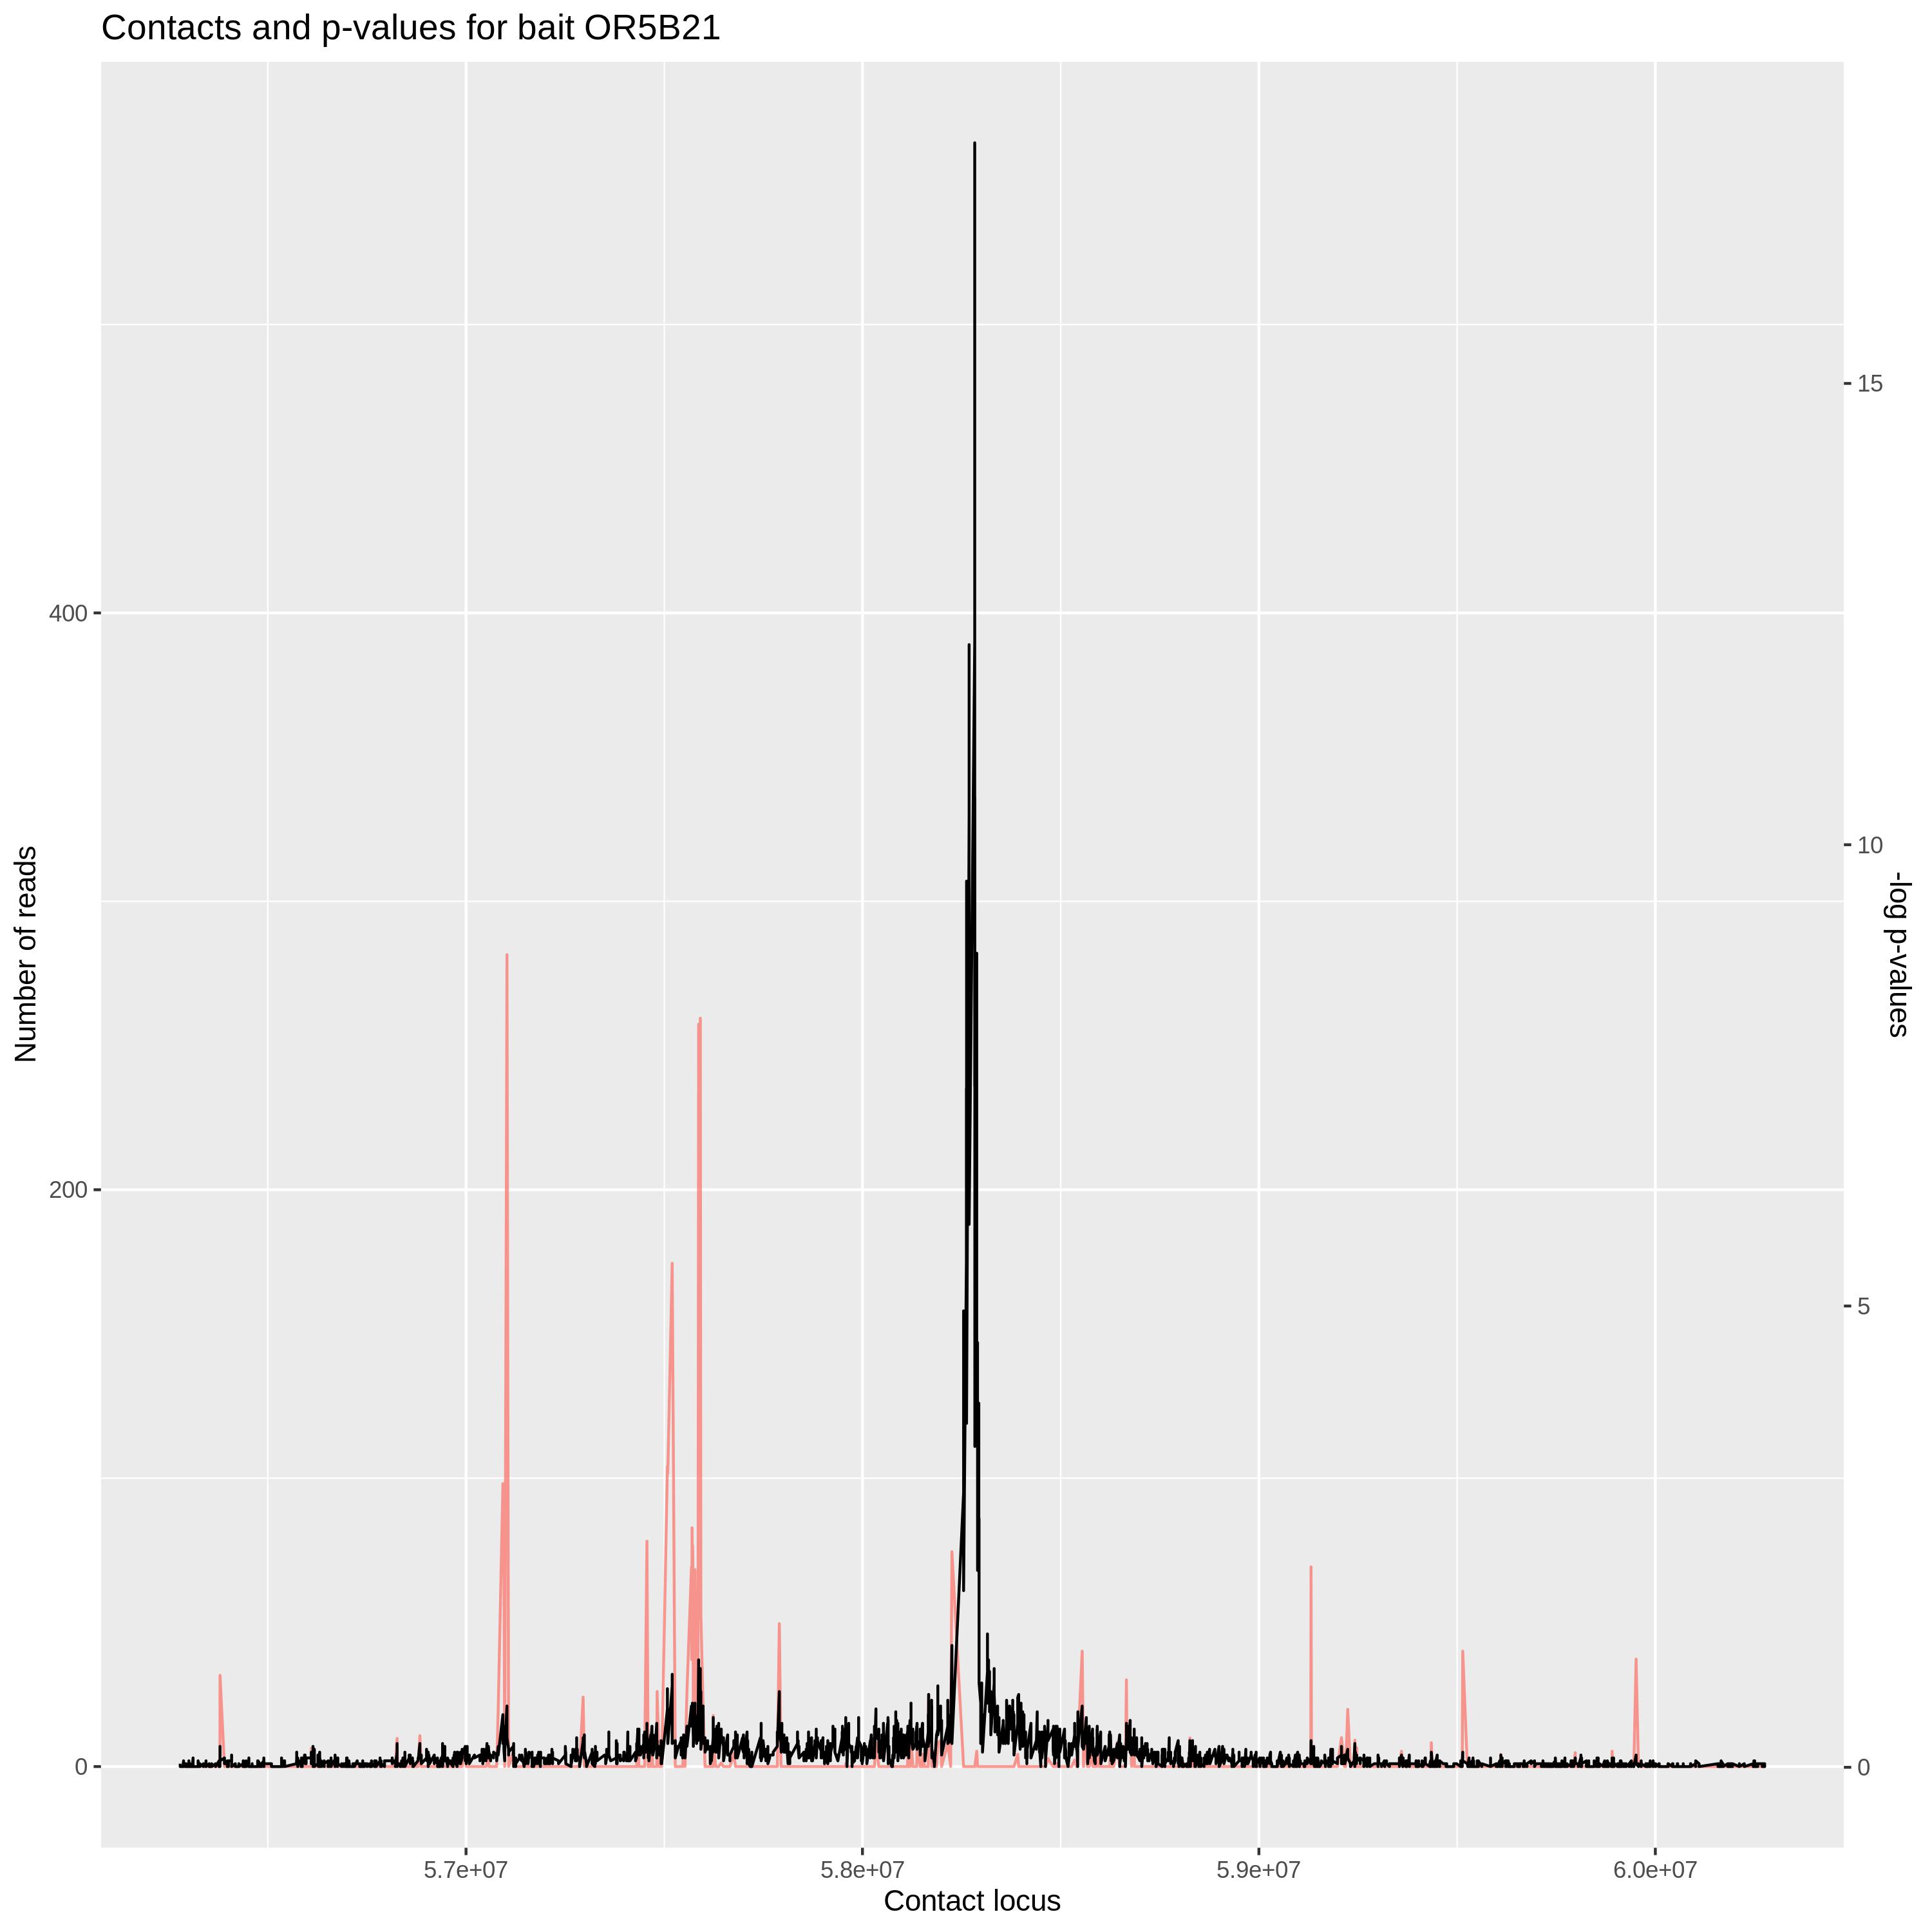 Contacts and p-values for bait OR5B21
Number of reads
400
200
0
15
10
5
0
-log p-values
5.7e+07
5.8e+07
5.9e+07
6.0e+07
Contact locus